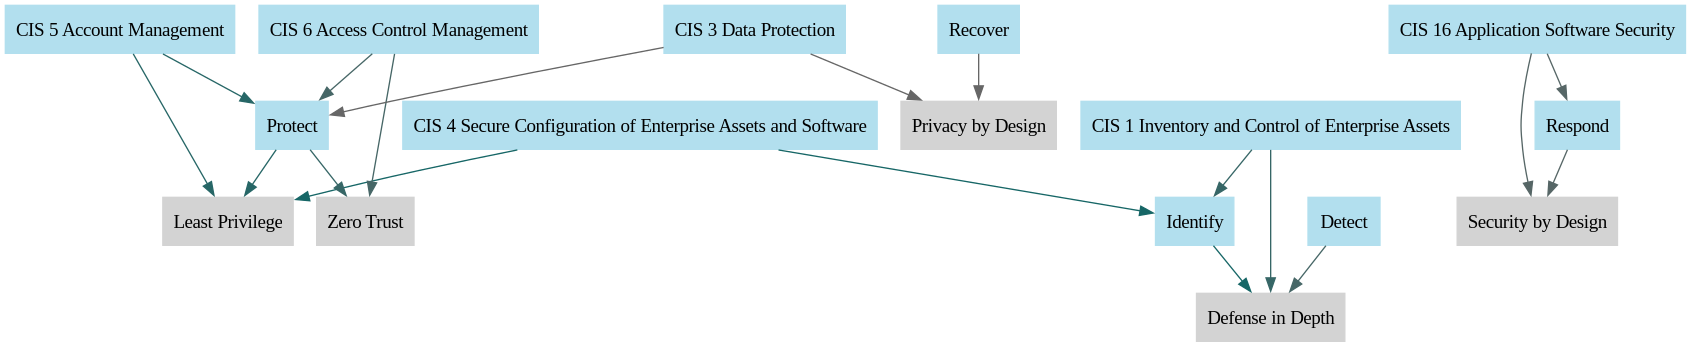 CIS 5 Account Management
CIS 6 Access Control Management
CIS 3 Data Protection
Recover
CIS 16 Application Software Security
Protect
CIS 4 Secure Configuration of Enterprise Assets and Software
Privacy by Design
CIS 1 Inventory and Control of Enterprise Assets
Respond
Least Privilege
Zero Trust
Identify
Detect
Security by Design
Defense in Depth